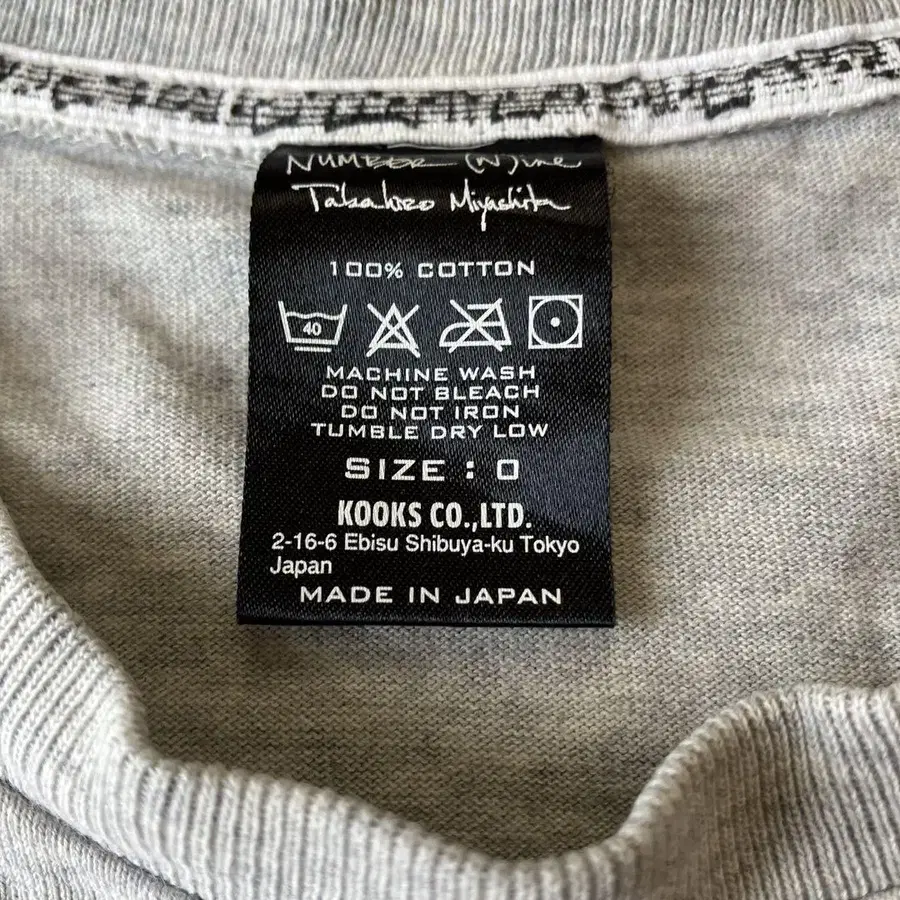 NUMBER (N)ine
Takahiro Miyashita
100% COTTON
40
MACHINE WASH
DO NOT BLEACH
DO NOT IRON
TUMBLE DRY LOW
SIZE : 0
KOOKS CO.,LTD.
2-16-6 Ebisu Shibuya-ku Tokyo
Japan
MADE IN JAPAN